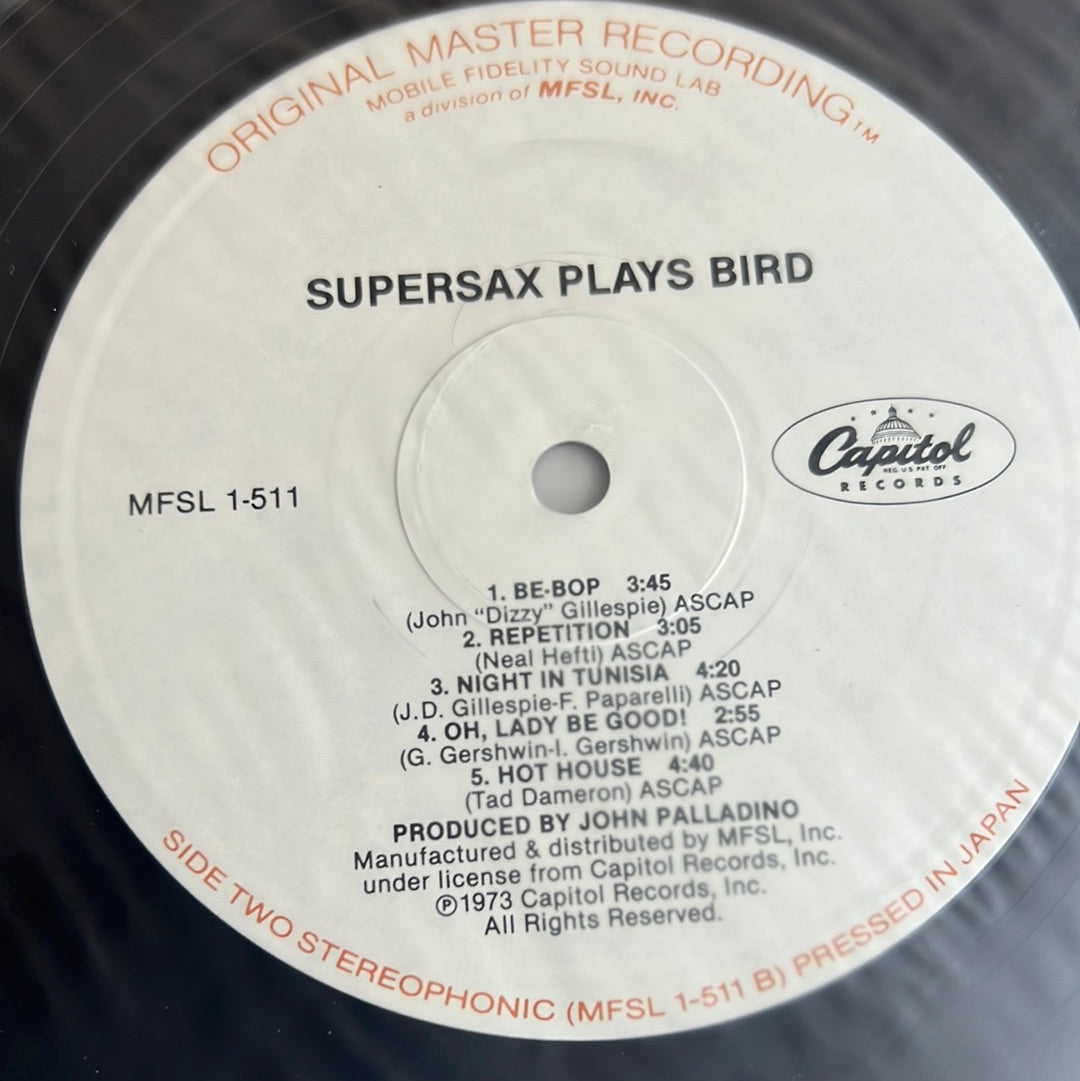 ORIGINAL MASTER RECORDING™
MOBILE FIDELITY SOUND LAB
a division of MFSL, INC.
SUPERSAX PLAYS BIRD
Capitol
REG. U.S. PAT. OFF.
RECORDS
MFSL 1-511
1. BE-BOP 3:45
(John “Dizzy” Gillespie) ASCAP
2. REPETITION 3:05
(Neal Hefti) ASCAP
3. NIGHT IN TUNISIA 4:20
(J.D. Gillespie-F. Paparelli) ASCAP
4. OH, LADY BE GOOD! 2:55
(G. Gershwin-I. Gershwin) ASCAP
5. HOT HOUSE 4:40
(Tad Dameron) ASCAP
PRODUCED BY JOHN PALLADINO
Manufactured & distributed by MFSL, Inc.
under license from Capitol Records, Inc.
℗1973 Capitol Records, Inc.
All Rights Reserved.
SIDE TWO STEREOPHONIC (MFSL 1-511 B) PRESSED IN JAPAN